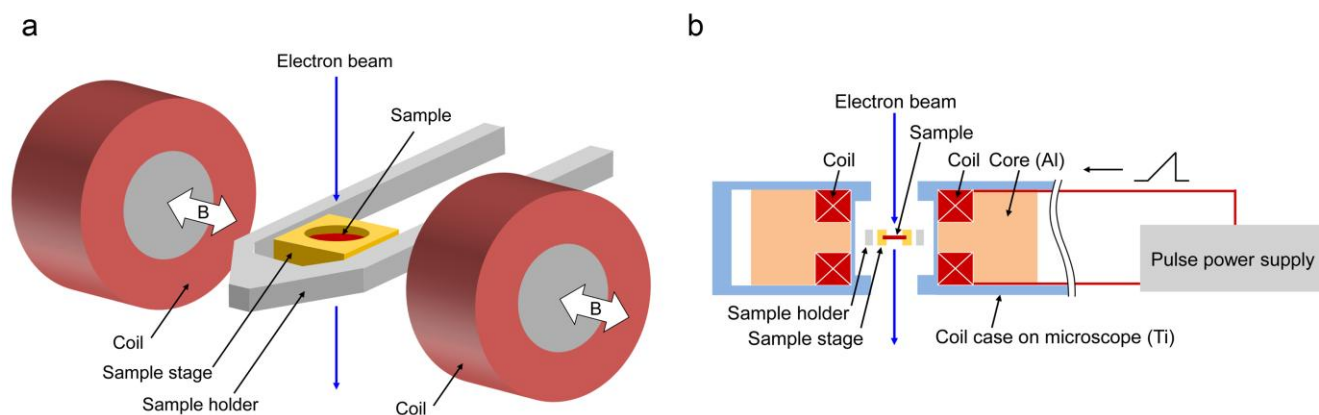 a
Electron beam
Sample
B
B
Coil
Sample stage
Sample holder
Coil
b
Electron beam
Sample
Coil
Coil
Core (Al)
Pulse power supply
Sample holder
Sample stage
Coil case on microscope (Ti)